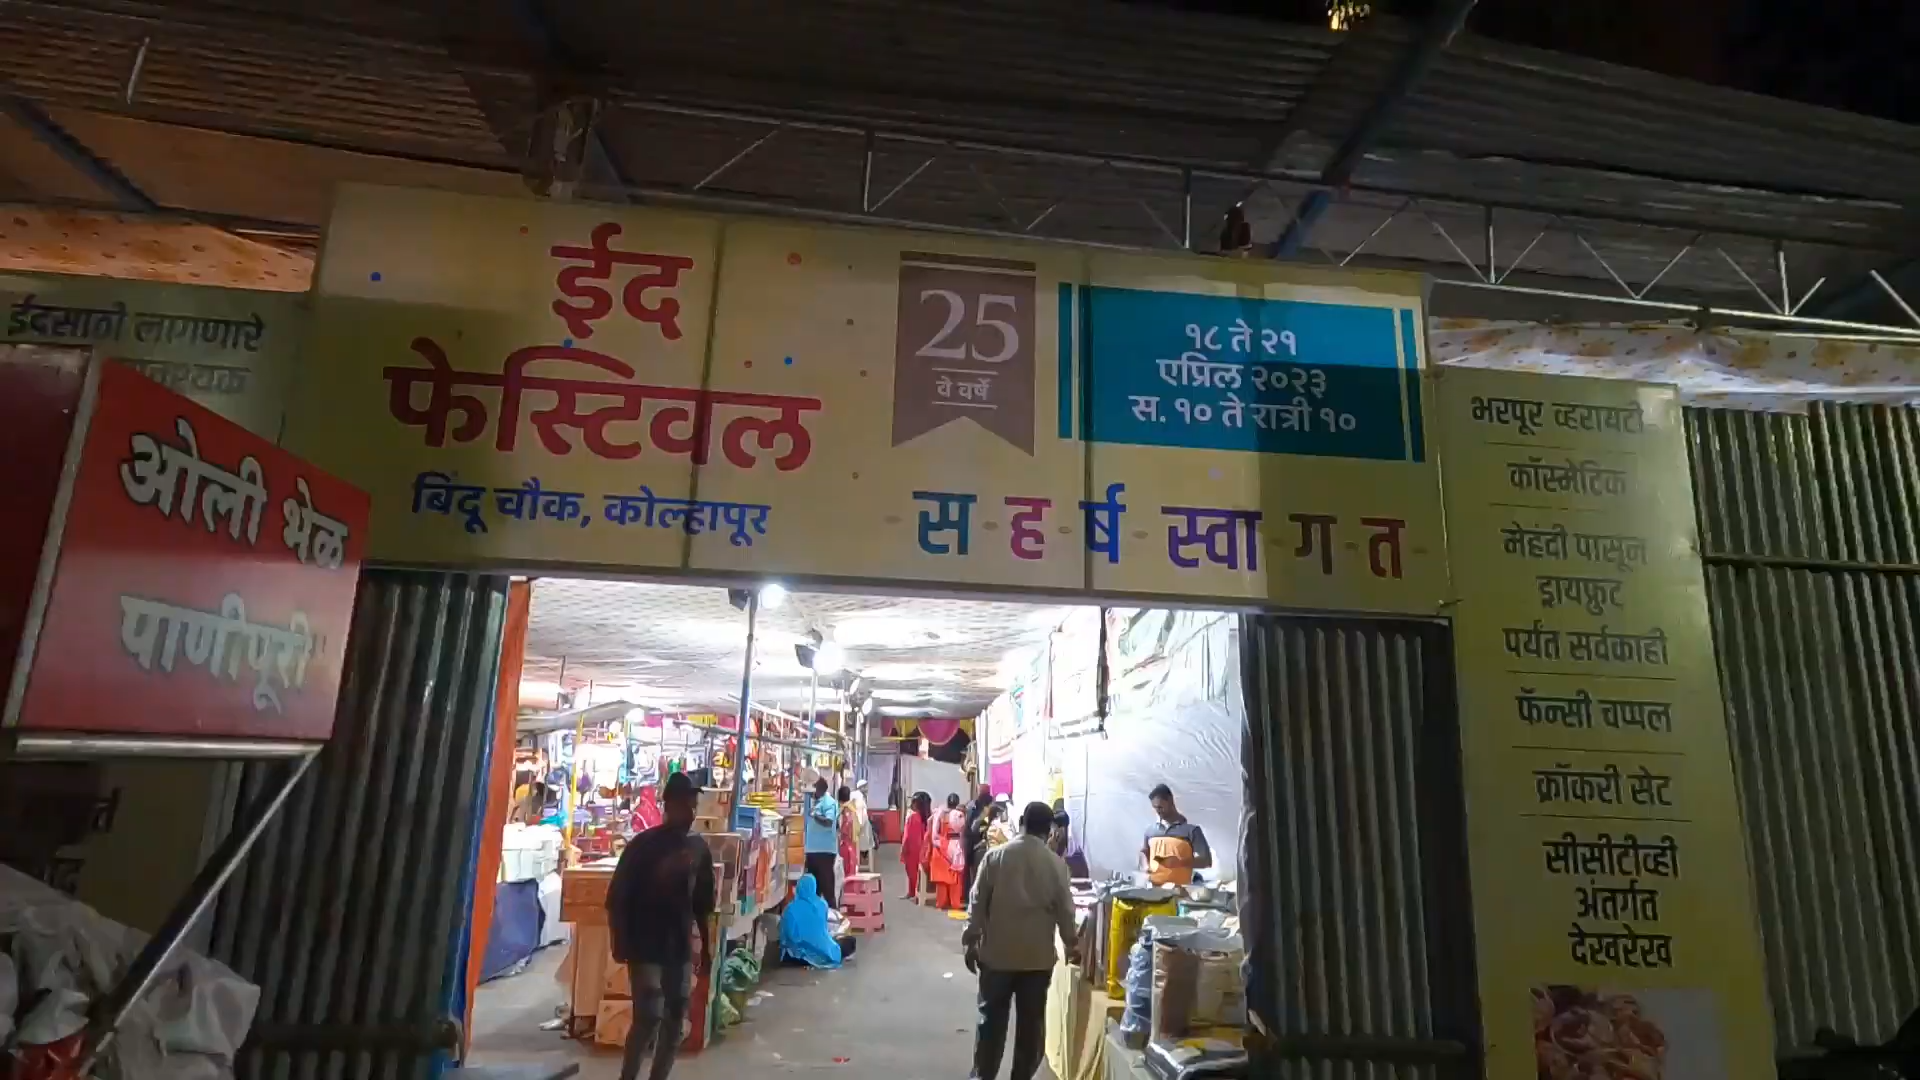 ईदसाठी लागणारे
ओली भेळ
पाणीपूरी
ईद
फेस्टिवल
बिंदू चौक, कोल्हापूर
25
वे वर्षे
१८ ते २१
एप्रिल २०२३
स. १० ते रात्री १०
स ह र्ष स्वा ग त
भरपूर व्हरायटी
कॉस्मेटिक
मेहंदी पासून
ड्रायफ्रुट
पर्यंत सर्वकाही
फॅन्सी चप्पल
क्रॉकरी सेट
सीसीटीव्ही
अंतर्गत
देखरेख